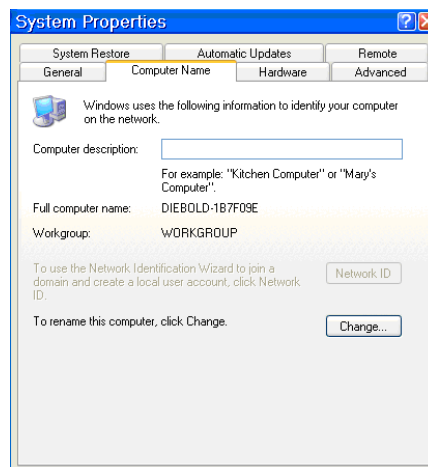 System Properties
System Restore Automatic Updates Remote
General Computer Name Hardware Advanced
Windows uses the following information to identify your computer
on the network.
Computer description:
For example: "Kitchen Computer" or "Mary's
Computer".
Full computer name: DIEBOLD-1B7F09E
Workgroup: WORKGROUP
To use the Network Identification Wizard to join a
domain and create a local user account, click Network
ID.
Network ID
To rename this computer, click Change.
Change...